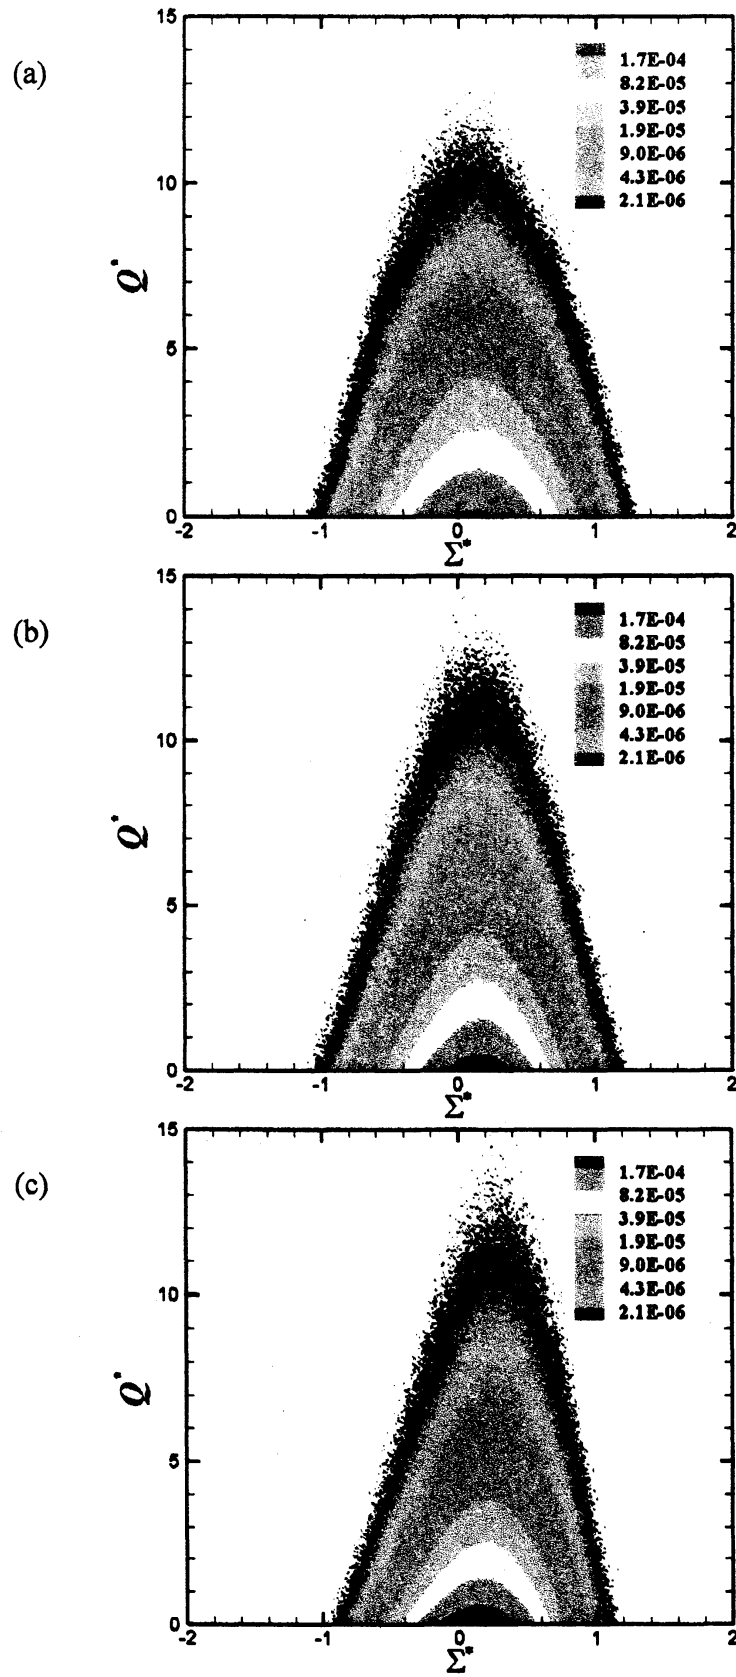 (a)
15
10
5
0
Q*
-2
-1
0
1
2
Σ*
1.7E-04
8.2E-05
3.9E-05
1.9E-05
9.0E-06
4.3E-06
2.1E-06
(b)
15
10
5
0
Q*
-2
-1
0
1
2
Σ*
1.7E-04
8.2E-05
3.9E-05
1.9E-05
9.0E-06
4.3E-06
2.1E-06
(c)
15
10
5
0
Q*
-2
-1
0
1
2
Σ*
1.7E-04
8.2E-05
3.9E-05
1.9E-05
9.0E-06
4.3E-06
2.1E-06